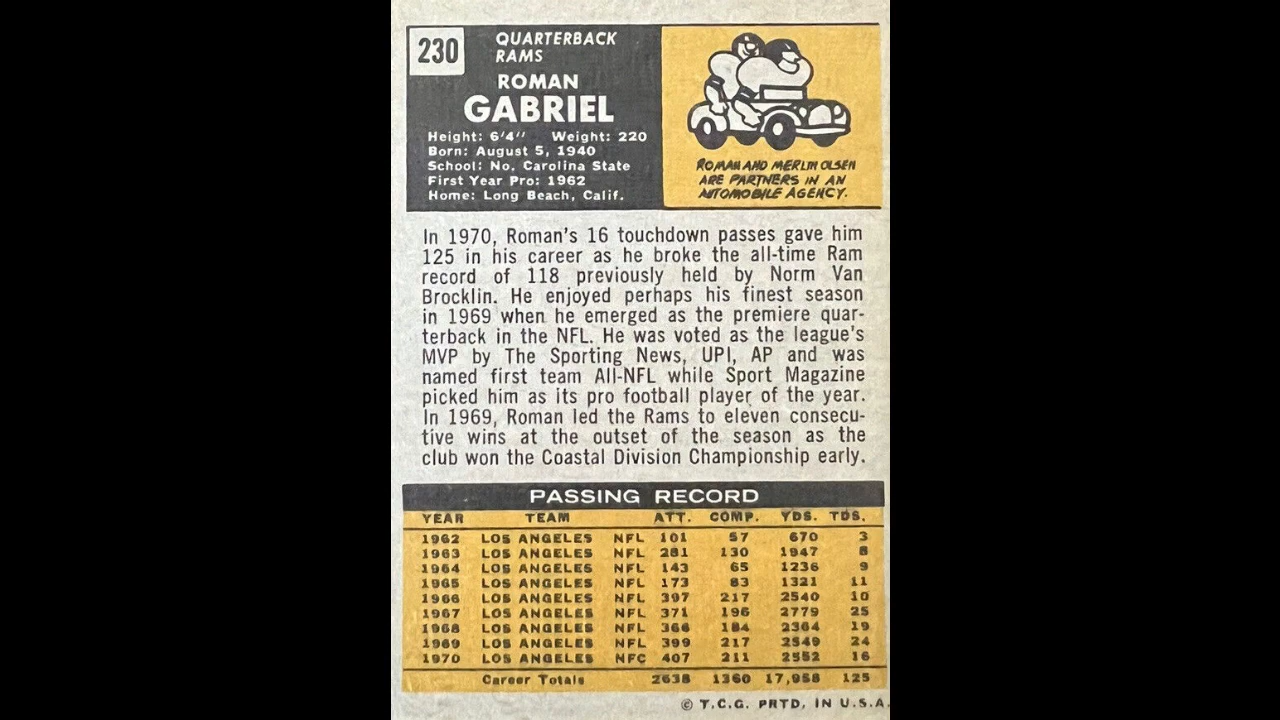 230
QUARTERBACK
RAMS
ROMAN
GABRIEL
Height: 6'4" Weight: 220
Born: August 5, 1940
School: No. Carolina State
First Year Pro: 1962
Home: Long Beach, Calif.
ROMAN AND MERLIN OLSEN
ARE PARTNERS IN AN
AUTOMOBILE AGENCY.
In 1970, Roman's 16 touchdown passes gave him
125 in his career as he broke the all-time Ram
record of 118 previously held by Norm Van
Brocklin. He enjoyed perhaps his finest season
in 1969 when he emerged as the premiere quar-
terback in the NFL. He was voted as the league's
MVP by The Sporting News, UPI, AP and was
named first team All-NFL while Sport Magazine
picked him as its pro football player of the year.
In 1969, Roman led the Rams to eleven consecu-
tive wins at the outset of the season as the
club won the Coastal Division Championship early.
PASSING RECORD
YEAR TEAM ATT. COMP. YDS. TDS.
1962 LOS ANGELES NFL 101 57 670 3
1963 LOS ANGELES NFL 281 130 1947 8
1964 LOS ANGELES NFL 143 65 1236 9
1965 LOS ANGELES NFL 173 83 1321 11
1966 LOS ANGELES NFL 397 217 2540 10
1967 LOS ANGELES NFL 371 196 2779 25
1968 LOS ANGELES NFL 366 184 2364 19
1969 LOS ANGELES NFL 399 217 2549 24
1970 LOS ANGELES NFC 407 211 2552 16
Career Totals 2638 1360 17,958 125
© T.C.G. PRTD. IN U.S.A.